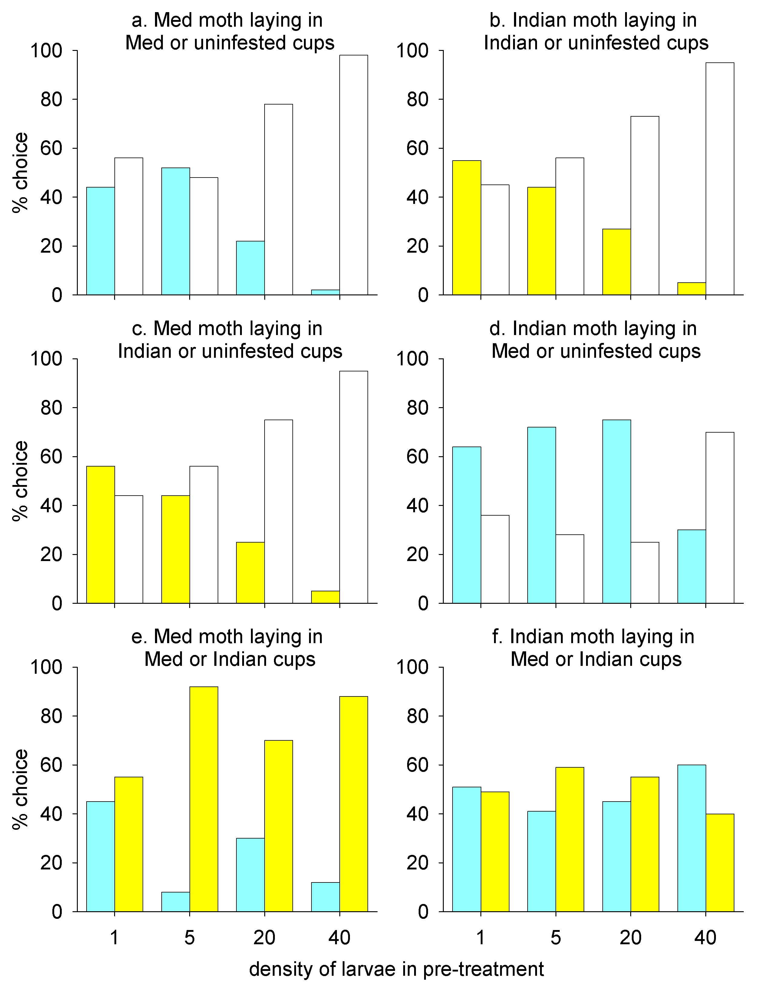 a. Med moth laying in
Med or uninfested cups
b. Indian moth laying in
Indian or uninfested cups
100
80
60
40
20
0
% choice
100
80
60
40
20
0
c. Med moth laying in
Indian or uninfested cups
d. Indian moth laying in
Med or uninfested cups
100
80
60
40
20
0
% choice
100
80
60
40
20
0
e. Med moth laying in
Med or Indian cups
f. Indian moth laying in
Med or Indian cups
100
80
60
40
20
0
% choice
100
80
60
40
20
0
1 5 20 40
1 5 20 40
density of larvae in pre-treatment